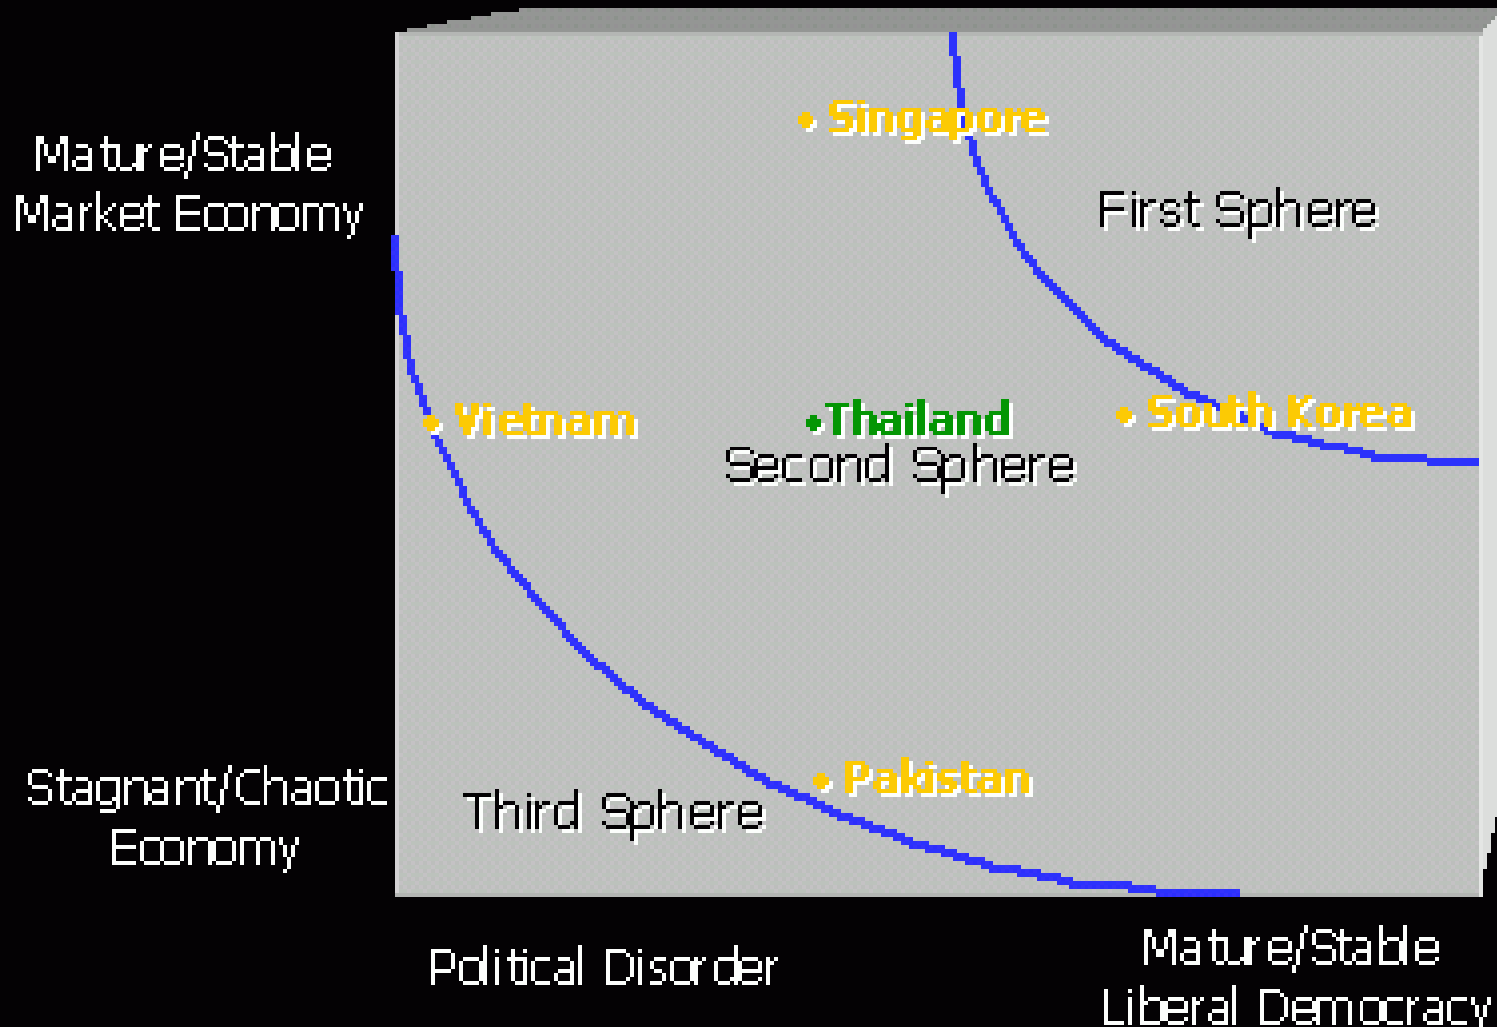 Singapore
Mature/Stable
Market Economy
First Sphere
Vietnam
Thailand
South Korea
Second Sphere
Stagnant/Chaotic
Economy
Pakistan
Third Sphere
Political Disorder
Mature/Stable
Liberal Democracy